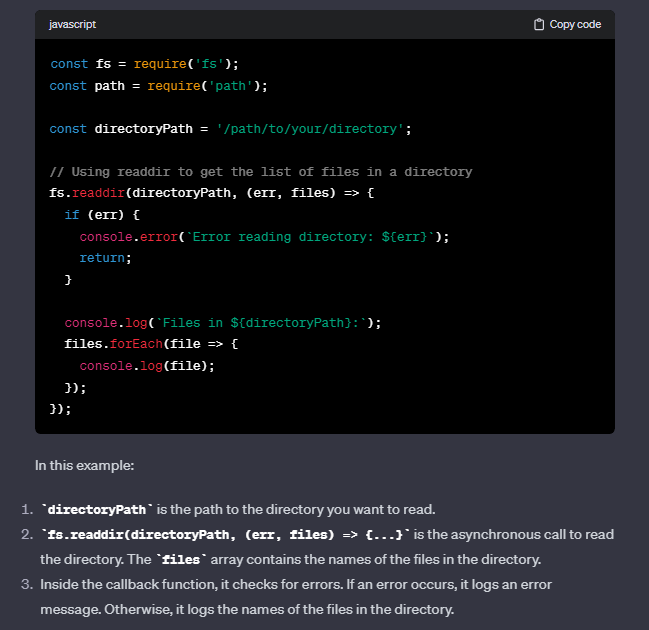 javascript Copy code
const fs = require('fs');
const path = require('path');
const directoryPath = '/path/to/your/directory';
// Using readdir to get the list of files in a directory
fs.readdir(directoryPath, (err, files) => {
  if (err) {
    console.error(`Error reading directory: ${err}`);
    return;
  }
  console.log(`Files in ${directoryPath}:`);
  files.forEach(file => {
    console.log(file);
  });
});
In this example:
1. `directoryPath` is the path to the directory you want to read.
2. `fs.readdir(directoryPath, (err, files) => {...}` is the asynchronous call to read
the directory. The `files` array contains the names of the files in the directory.
3. Inside the callback function, it checks for errors. If an error occurs, it logs an error
message. Otherwise, it logs the names of the files in the directory.